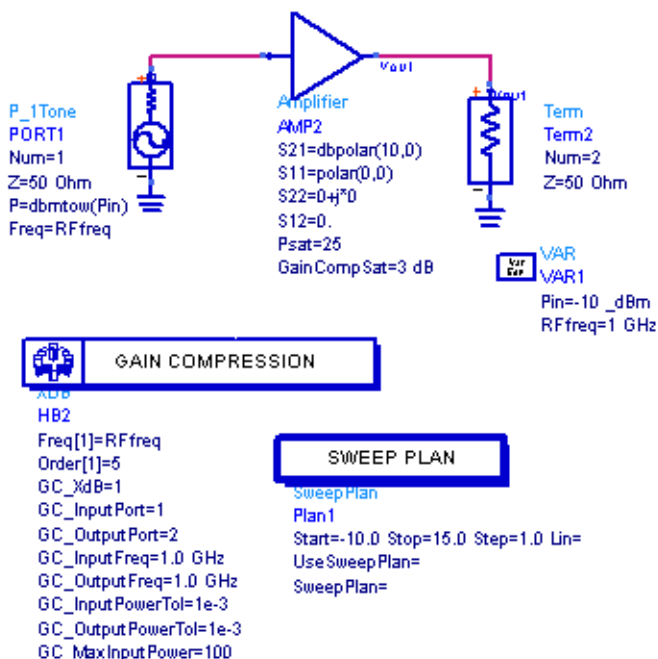 Vout
Amplifier
AMP2
S21=dbpolar(10,0)
S11=polar(0,0)
S22=0+j*0
S12=0.
Psat=25
GainCompSat=3 dB
P_1Tone
PORT1
Num=1
Z=50 Ohm
P=dbmtow(Pin)
Freq=RFfreq
Vout
Term
Term2
Num=2
Z=50 Ohm
Var
Eqn
VAR
VAR1
Pin=-10 _dBm
RFfreq=1 GHz
GAIN COMPRESSION
XDB
HB2
Freq[1]=RFfreq
Order[1]=5
GC_XdB=1
GC_InputPort=1
GC_OutputPort=2
GC_InputFreq=1.0 GHz
GC_OutputFreq=1.0 GHz
GC_InputPowerTol=1e-3
GC_OutputPowerTol=1e-3
GC_MaxInputPower=100
SWEEP PLAN
SweepPlan
Plan1
Start=-10.0 Stop=15.0 Step=1.0 Lin=
UseSweepPlan=
SweepPlan=